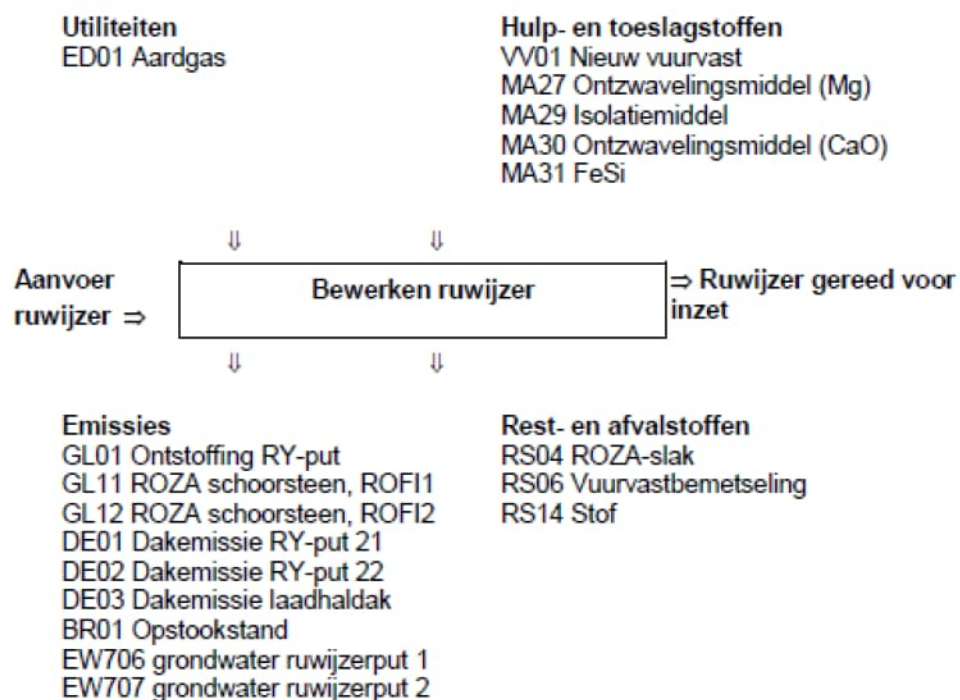 Utiliteiten
ED01 Aardgas
Hulp- en toeslagstoffen
VV01 Nieuw vuurvast
MA27 Ontzwavelingsmiddel (Mg)
MA29 Isolatiemiddel
MA30 Ontzwavelingsmiddel (CaO)
MA31 FeSi
⇓ ⇓
Aanvoer
ruwijzer ⇒
Bewerken ruwijzer
⇒ Ruwijzer gereed voor
inzet
⇓ ⇓
Emissies
GL01 Ontstoffing RY-put
GL11 ROZA schoorsteen, ROFI1
GL12 ROZA schoorsteen, ROFI2
DE01 Dakemissie RY-put 21
DE02 Dakemissie RY-put 22
DE03 Dakemissie laadhaldak
BR01 Opstookstand
EW706 grondwater ruwijzerput 1
EW707 grondwater ruwijzerput 2
Rest- en afvalstoffen
RS04 ROZA-slak
RS06 Vuurvastbemetseling
RS14 Stof